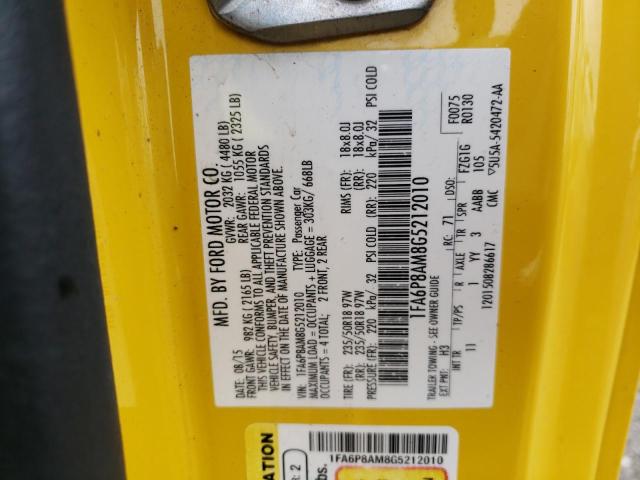 MFD. BY FORD MOTOR CO.
DATE: 08/15 GVWR: 2032 KG ( 4480 LB)
FRONT GAWR: 982 KG ( 2165 LB) REAR GAWR: 1055 KG ( 2325 LB)
THIS VEHICLE CONFORMS TO ALL APPLICABLE FEDERAL MOTOR
VEHICLE SAFETY, BUMPER, AND THEFT PREVENTION STANDARDS
IN EFFECT ON THE DATE OF MANUFACTURE SHOWN ABOVE.
VIN: 1FA6P8AM8G5212010 TYPE: Passenger Car
MAXIMUM LOAD = OCCUPANTS + LUGGAGE = 303KG/ 668LB
OCCUPANTS = 4 TOTAL; 2 FRONT, 2 REAR
TIRE (FR): 235/50R18 97W RIMS (FR): 18x8.0J
(RR): 235/50R18 97W (RR): 18x8.0J
PRESSURE (FR): 220 kPa/ 32 PSI COLD (RR): 220 kPa/ 32 PSI COLD
1FA6P8AM8G5212010
TRAILER TOWING - SEE OWNER GUIDE
F0075
R0130
EXT PNT: H3 RC: 71 DSO: FZG1G
INT TR TP/PS R AXLE TR SPR
11 1 YY 3 AABB 105
1201508286617 CMC ▽5U5A-5420472-AA
1FA6P8AM8G5212010